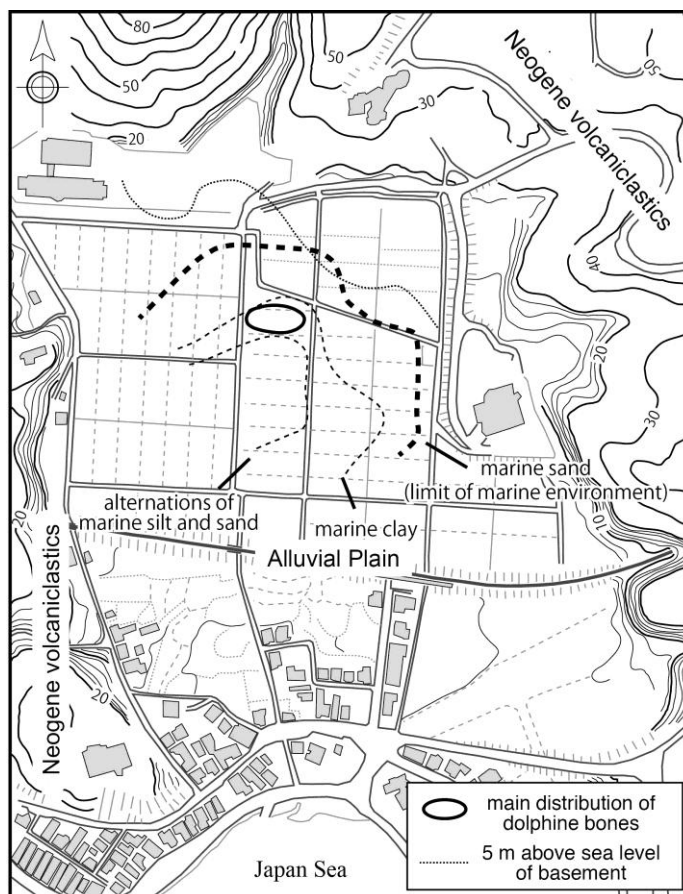 80
50
20
50
30
50
Neogene volcaniclastics
40
20
30
10
20
marine sand
(limit of marine environment)
alternations of
marine silt and sand
marine clay
Alluvial Plain
Neogene volcaniclastics
20
Japan Sea
main distribution of
dolphine bones
5 m above sea level
of basement